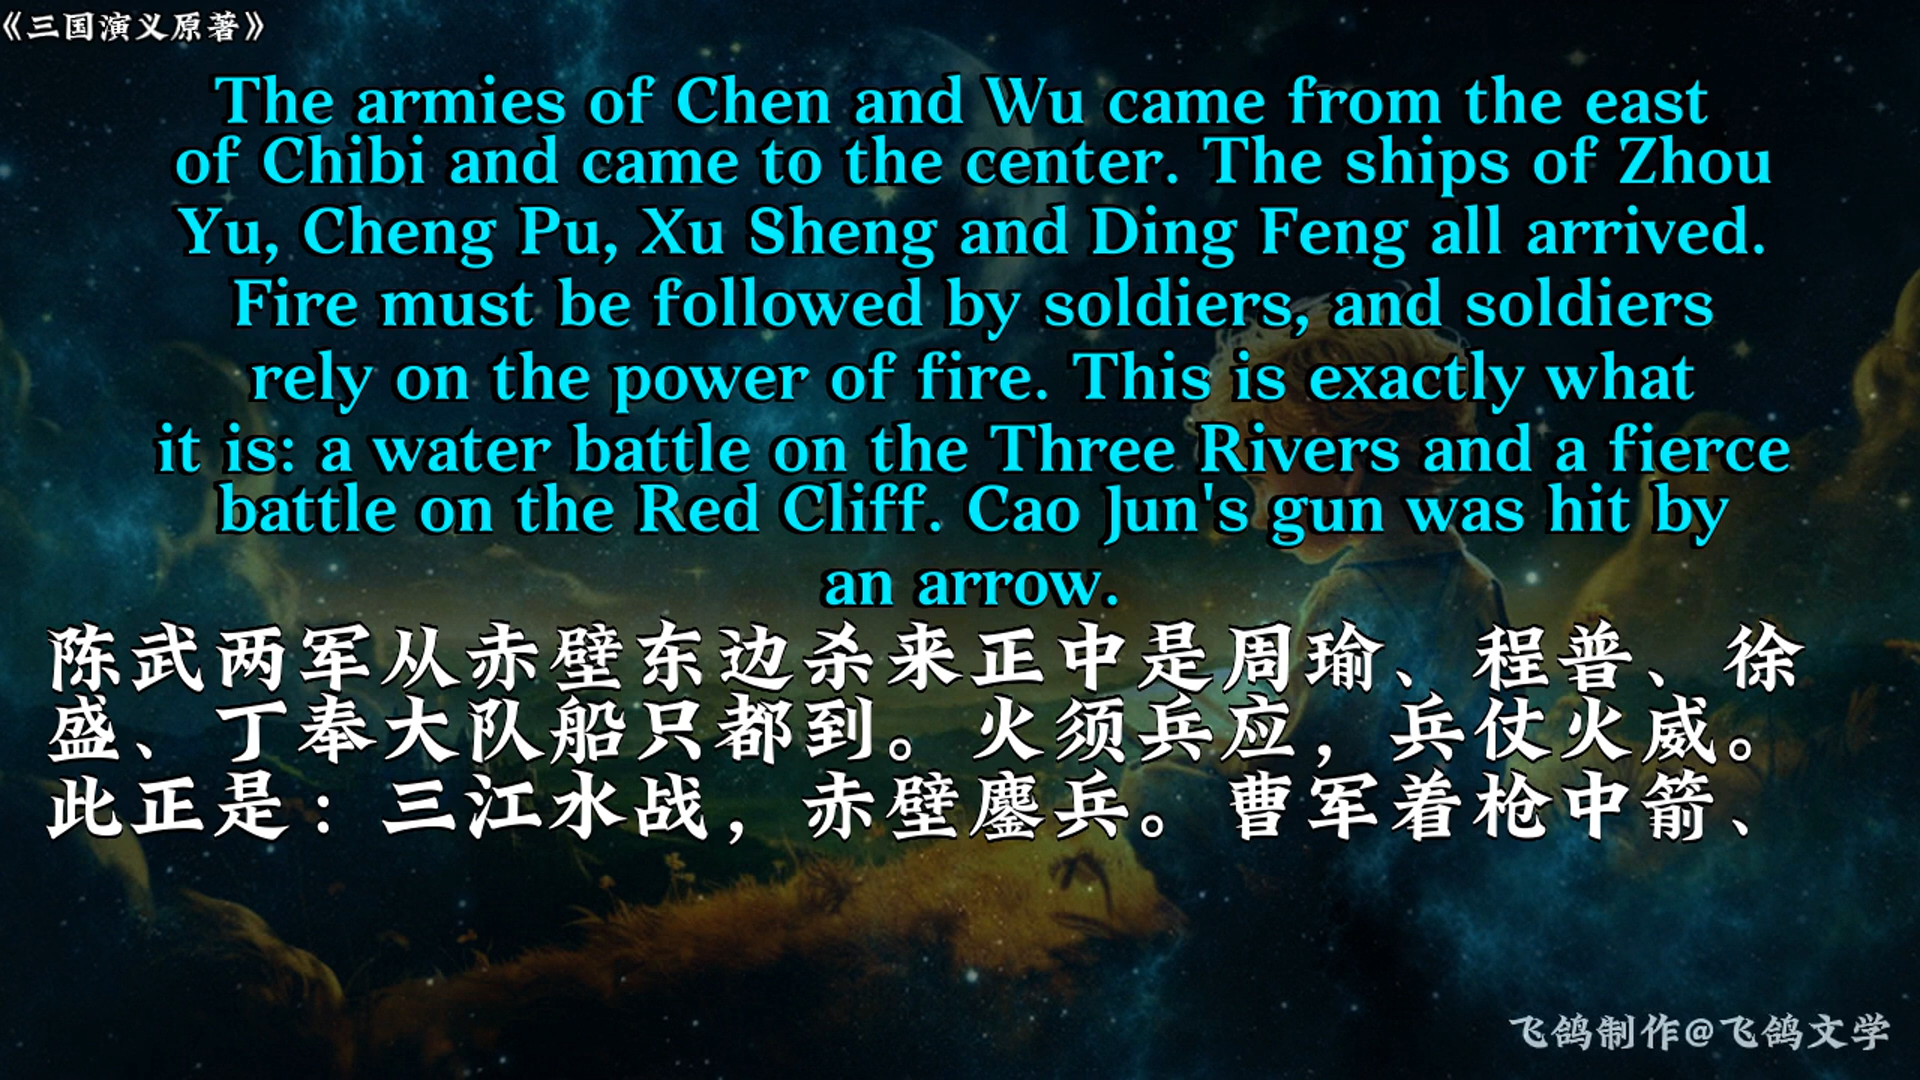 《三国演义原著》
The armies of Chen and Wu came from the east
of Chibi and came to the center. The ships of Zhou
Yu, Cheng Pu, Xu Sheng and Ding Feng all arrived.
Fire must be followed by soldiers, and soldiers
rely on the power of fire. This is exactly what
it is: a water battle on the Three Rivers and a fierce
battle on the Red Cliff. Cao Jun's gun was hit by
an arrow.
陈武两军从赤壁东边杀来正中是周瑜、程普、徐
盛、丁奉大队船只都到。火须兵应，兵仗火威。
此正是：三江水战，赤壁鏖兵。曹军着枪中箭、
飞鸽制作@飞鸽文学